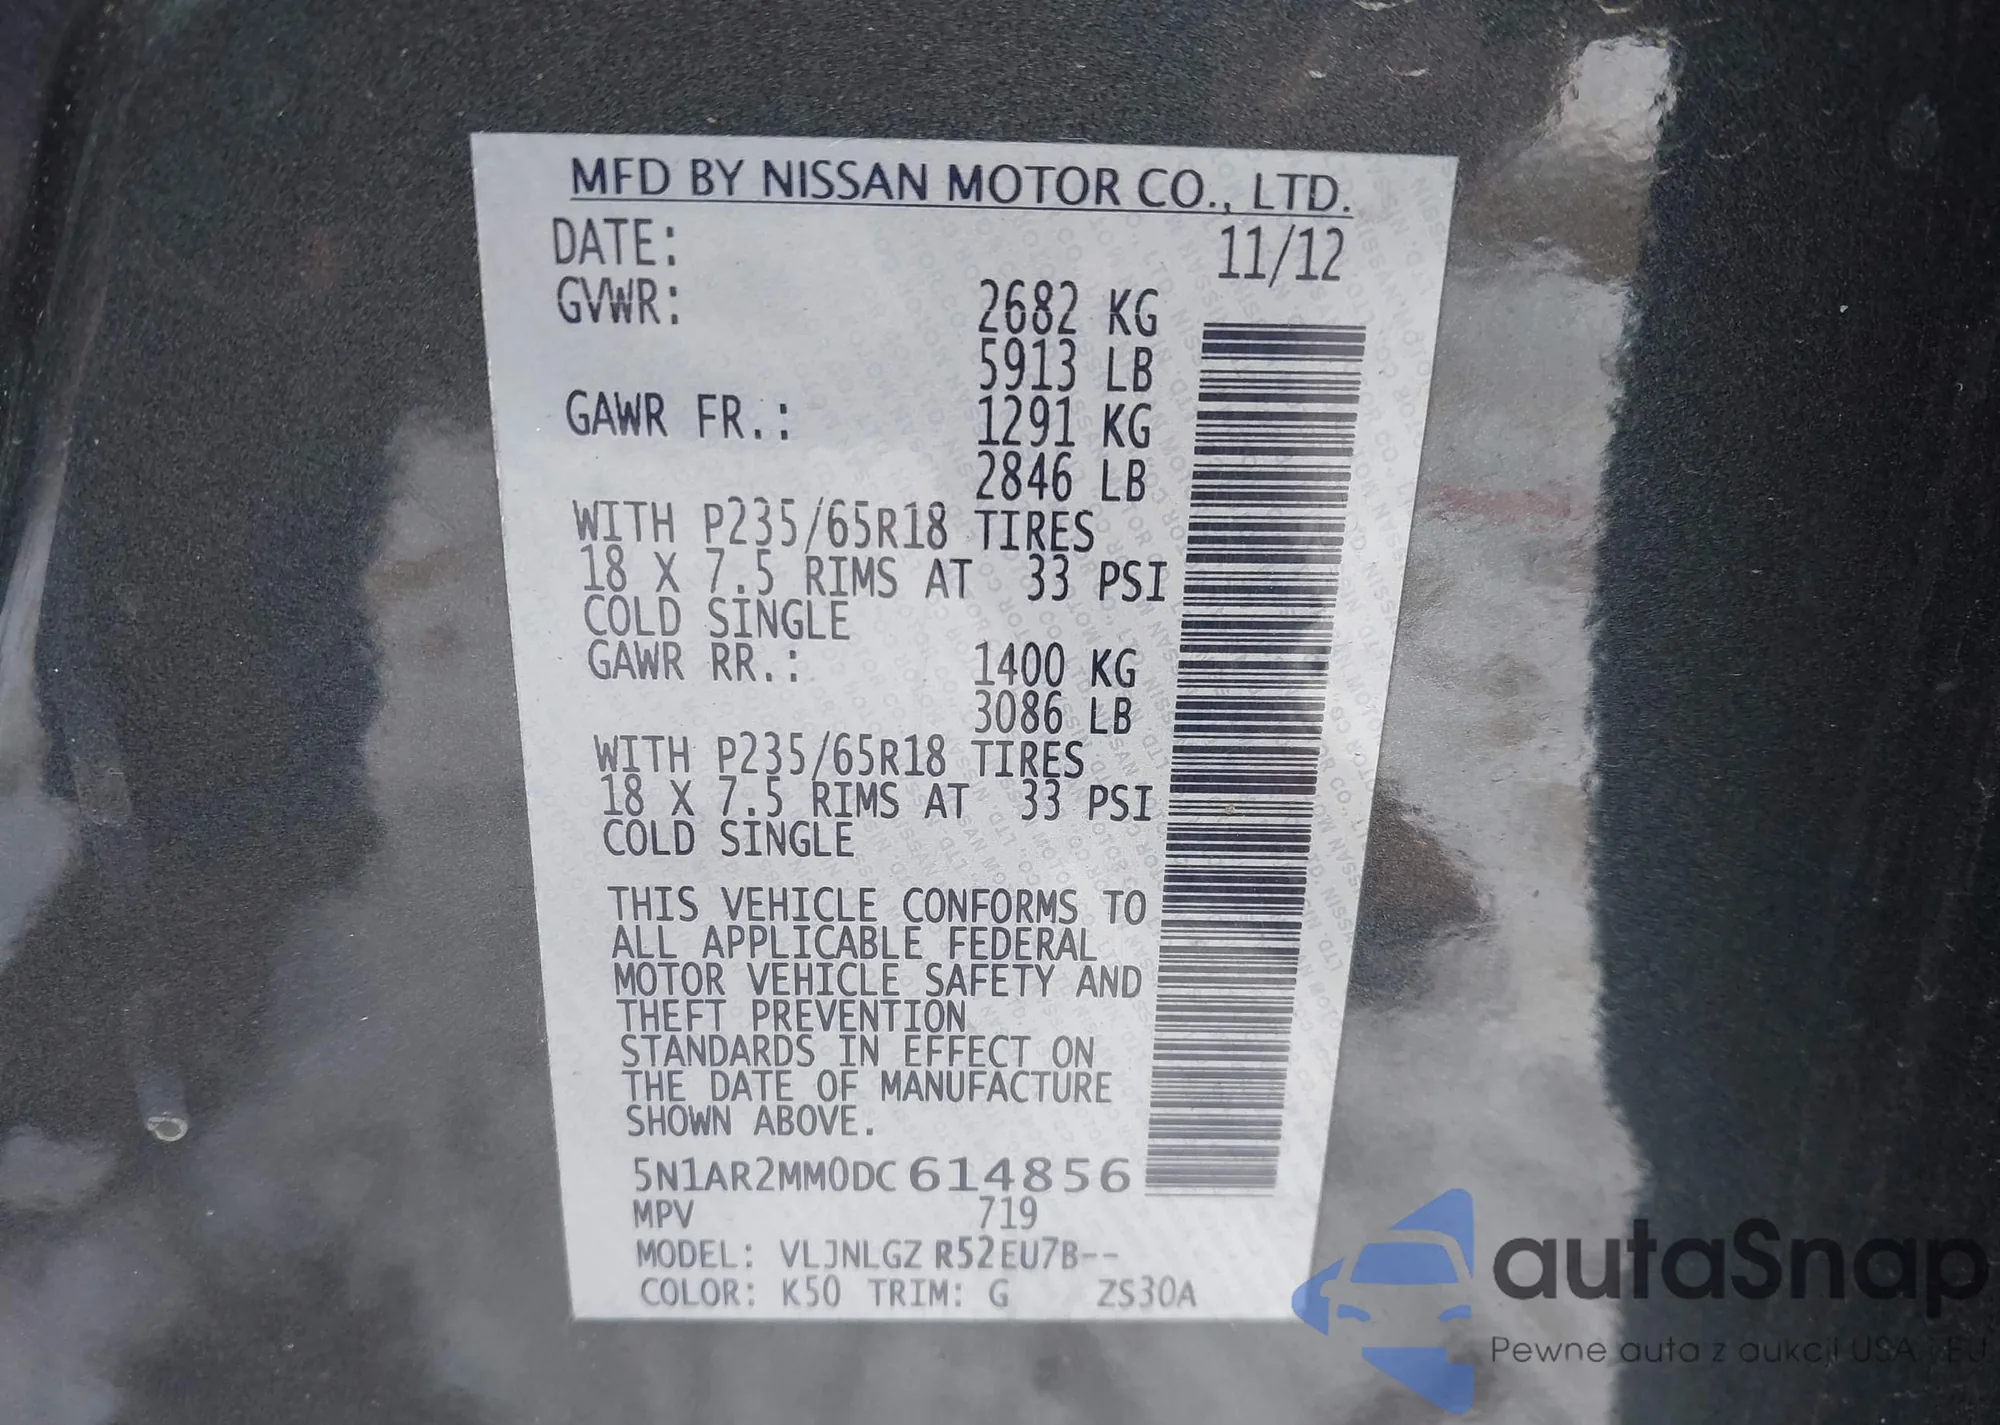 MFD BY NISSAN MOTOR CO., LTD.
DATE: 11/12
GVWR: 2682 KG
5913 LB
GAWR FR.: 1291 KG
2846 LB
WITH P235/65R18 TIRES
18 X 7.5 RIMS AT 33 PSI
COLD SINGLE
GAWR RR.: 1400 KG
3086 LB
WITH P235/65R18 TIRES
18 X 7.5 RIMS AT 33 PSI
COLD SINGLE
THIS VEHICLE CONFORMS TO
ALL APPLICABLE FEDERAL
MOTOR VEHICLE SAFETY AND
THEFT PREVENTION
STANDARDS IN EFFECT ON
THE DATE OF MANUFACTURE
SHOWN ABOVE.
5N1AR2MM0DC 614856
MPV 719
MODEL: VLJNLGZ R52EU7B--
COLOR: K50 TRIM: G ZS30A
autaSnap
Pewne auta z aukcji USA i EU